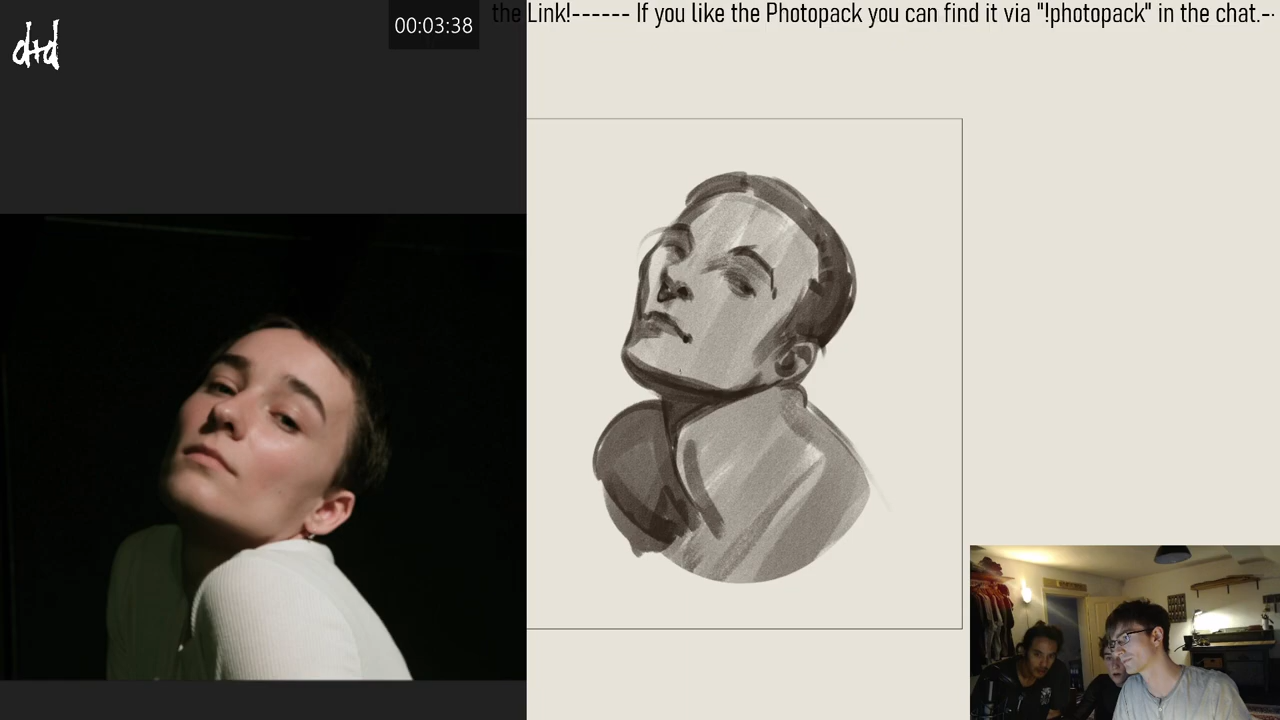 the Link!------ If you like the Photopack you can find it via "!photopack" in the chat.--
00:03:38
d+d